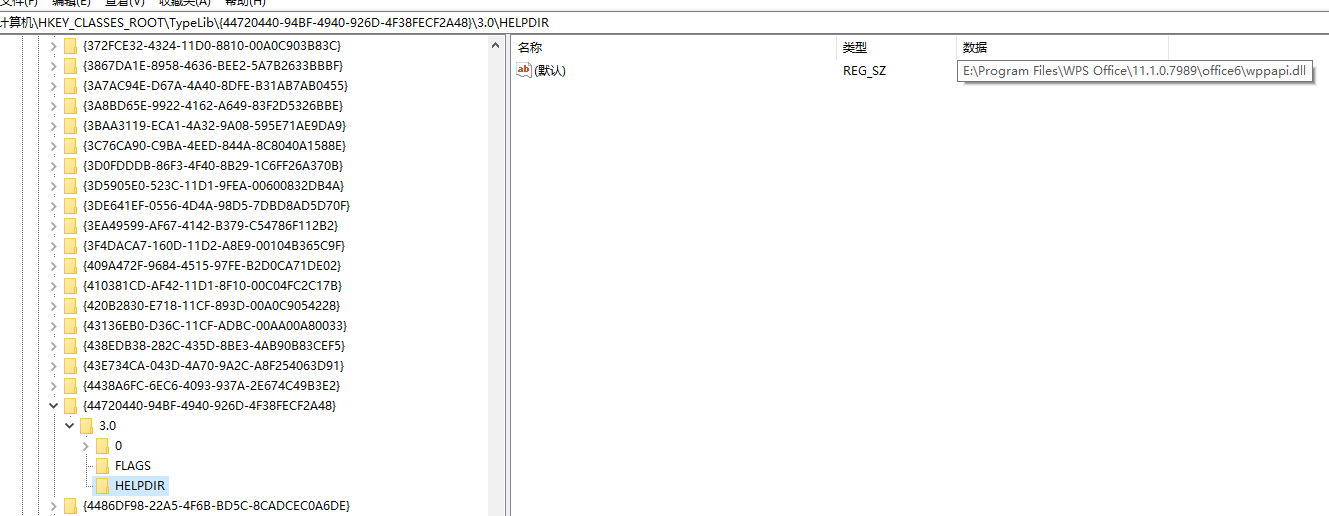 文件(F) 编辑(E) 查看(V) 收藏夹(A) 帮助(H)
计算机\HKEY_CLASSES_ROOT\TypeLib\{44720440-94BF-4940-926D-4F38FECF2A48}\3.0\HELPDIR
{372FCE32-4324-11D0-8810-00A0C903B83C}
{3867DA1E-8958-4636-BEE2-5A7B2633BBBF}
{3A7AC94E-D67A-4A40-8DFE-B31AB7AB0455}
{3A8BD65E-9922-4162-A649-83F2D5326BBE}
{3BAA3119-ECA1-4A32-9A08-595E71AE9DA9}
{3C76CA90-C9BA-4EED-844A-8C8040A1588E}
{3D0FDDDB-86F3-4F40-8B29-1C6FF26A370B}
{3D5905E0-523C-11D1-9FEA-00600832DB4A}
{3DE641EF-0556-4D4A-98D5-7DBD8AD5D70F}
{3EA49599-AF67-4142-B379-C54786F112B2}
{3F4DACA7-160D-11D2-A8E9-00104B365C9F}
{409A472F-9684-4515-97FE-B2D0CA71DE02}
{410381CD-AF42-11D1-8F10-00C04FC2C17B}
{420B2830-E718-11CF-893D-00A0C9054228}
{43136EB0-D36C-11CF-ADBC-00AA00A80033}
{438EDB38-282C-435D-8BE3-4AB90B83CEF5}
{43E734CA-043D-4A70-9A2C-A8F254063D91}
{4438A6FC-6EC6-4093-937A-2E674C49B3E2}
{44720440-94BF-4940-926D-4F38FECF2A48}
3.0
0
FLAGS
HELPDIR
{4486DF98-22A5-4F6B-BD5C-8CADCEC0A6DE}
名称 类型 数据
ab (默认) REG_SZ E:\Program Files\WPS Office\11.1.0.7989\office6\wppapi.dll